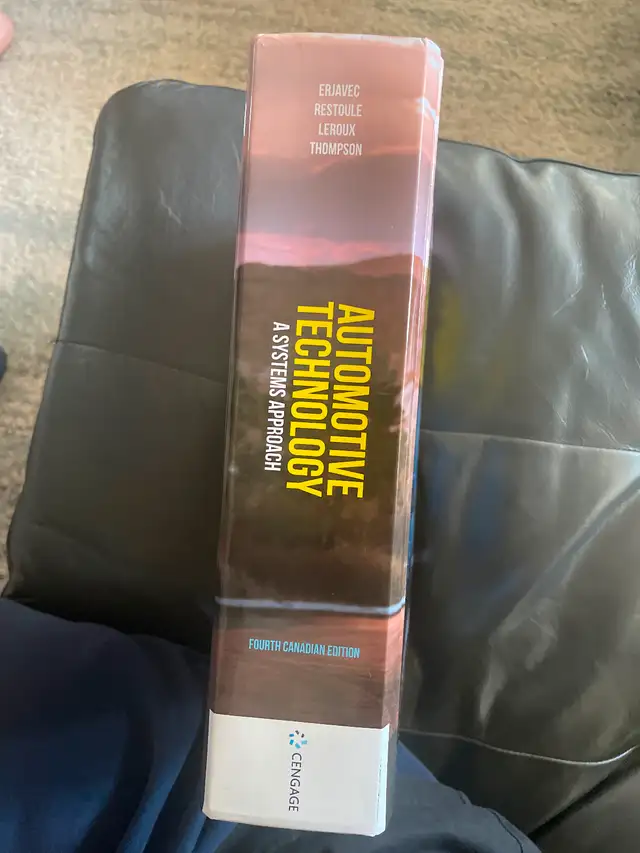 ERJAVEC
RESTOULE
LEROUX
THOMPSON
AUTOMOTIVE
TECHNOLOGY
A SYSTEMS APPROACH
FOURTH CANADIAN EDITION
CENGAGE